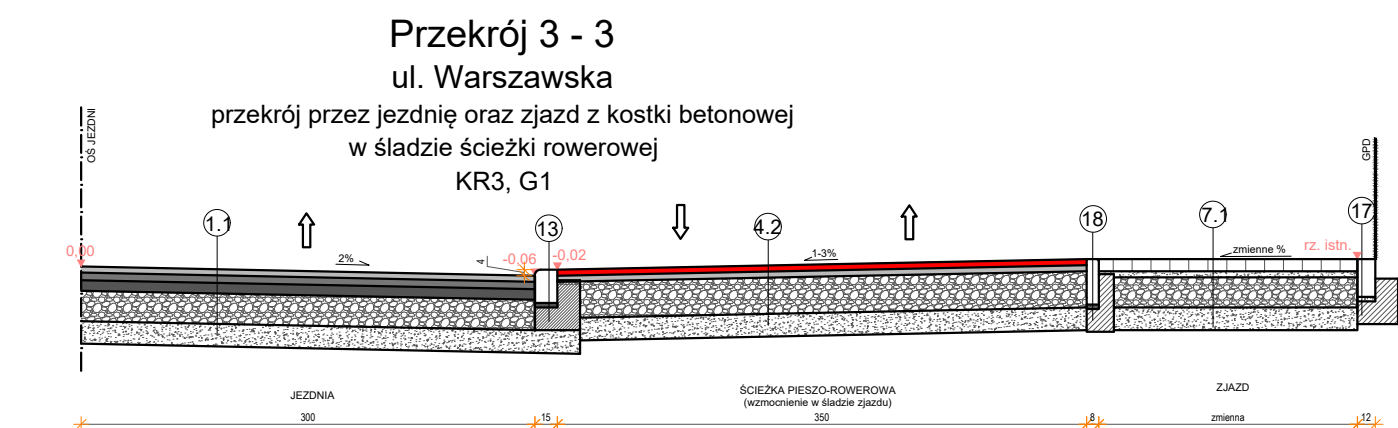 Przekrój 3 - 3
ul. Warszawska
przekrój przez jezdnię oraz zjazd z kostki betonowej
w śladzie ścieżki rowerowej
KR3, G1
OŚ JEZDNI
GPD
1.1
13
4.2
18
7.1
17
0,00
2%
4
-0,06
-0,02
1-3%
zmienne %
rz. istn.
JEZDNIA
ŚCIEŻKA PIESZO-ROWEROWA
(wzmocnienie w śladzie zjazdu)
ZJAZD
300
15
350
8
zmienna
12